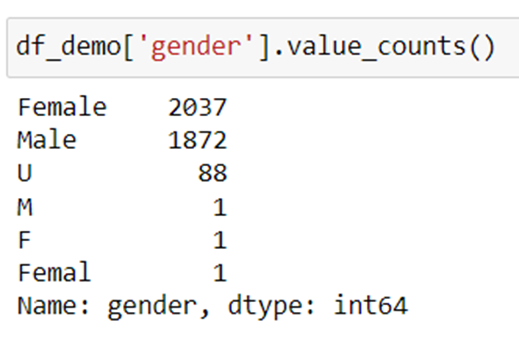 df_demo['gender'].value_counts()
Female 2037
Male 1872
U 88
M 1
F 1
Femal 1
Name: gender, dtype: int64